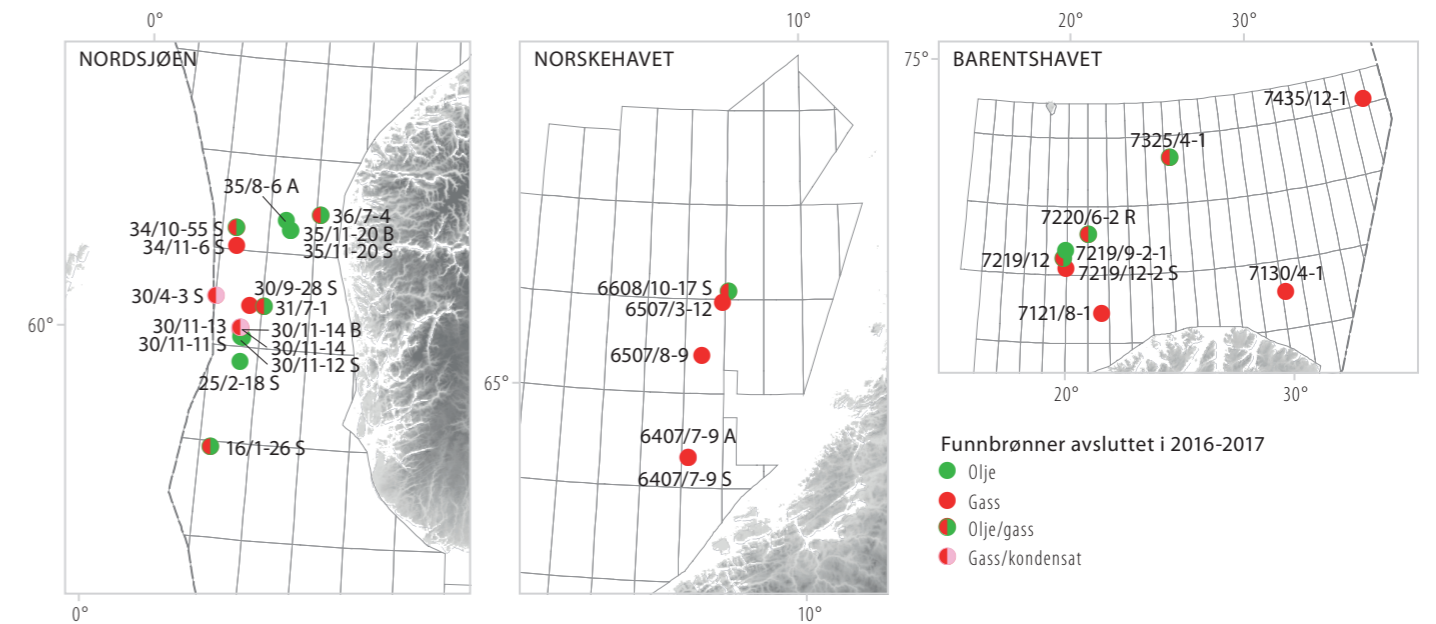 0°
10°
20°
30°
NORDSJØEN
35/8-6 A
34/10-55 S
34/11-6 S
36/7-4
35/11-20 B
35/11-20 S
30/4-3 S
30/9-28 S
31/7-1
60°
30/11-13
30/11-11 S
30/11-14 B
30/11-14
30/11-12 S
25/2-18 S
16/1-26 S
0°
NORSKEHAVET
6608/10-17 S
6507/3-12
6507/8-9
65°
6407/7-9 A
6407/7-9 S
10°
75°
BARENTSHAVET
7435/12-1
7325/4-1
7220/6-2 R
7219/9-2-1
7219/12
7219/12-2 S
7130/4-1
7121/8-1
20°
30°
Funnbrønner avsluttet i 2016-2017
Olje
Gass
Olje/gass
Gass/kondensat